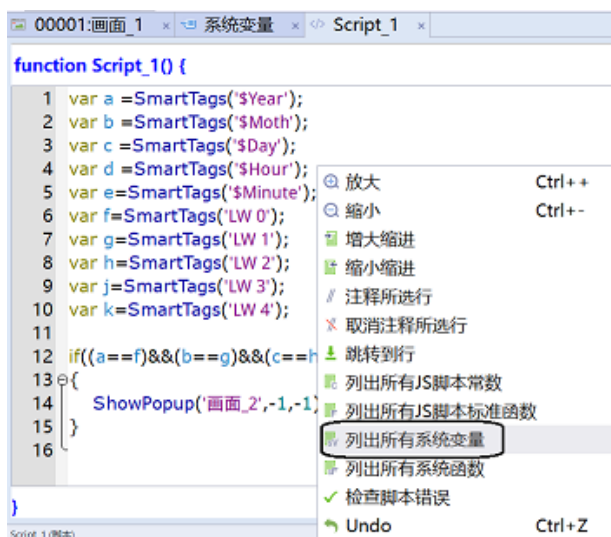 00001:画面_1 × 系统变量 × Script_1 ×
function Script_1() {
1 var a =SmartTags('$Year');
2 var b =SmartTags('$Moth');
3 var c =SmartTags('$Day');
4 var d =SmartTags('$Hour');
5 var e=SmartTags('$Minute');
6 var f=SmartTags('LW 0');
7 var g=SmartTags('LW 1');
8 var h=SmartTags('LW 2');
9 var j=SmartTags('LW 3');
10 var k=SmartTags('LW 4');
11
12 if((a==f)&&(b==g)&&(c==h
13 {
14 ShowPopup('画面_2',-1,-1)
15 }
16
}
放大 Ctrl++
缩小 Ctrl+-
增大缩进
缩小缩进
注释所选行
取消注释所选行
跳转到行
列出所有JS脚本常数
列出所有JS脚本标准函数
列出所有系统变量
列出所有系统函数
检查脚本错误
Undo Ctrl+Z
Script_1 (脚本)